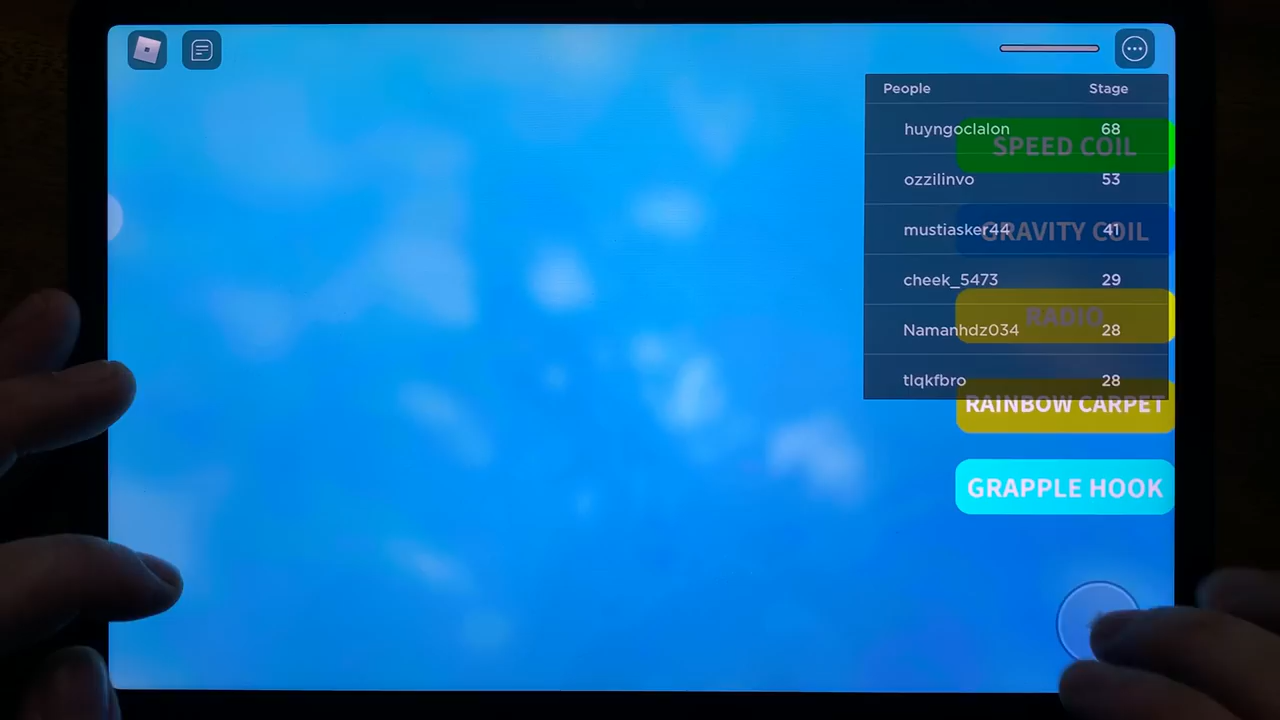 People Stage
huyngoclalon 68
SPEED COIL
ozzilinvo 53
mustiasker44 41
GRAVITY COIL
cheek_5473 29
RADIO
Namanhdz034 28
tlqkfbro 28
RAINBOW CARPET
GRAPPLE HOOK